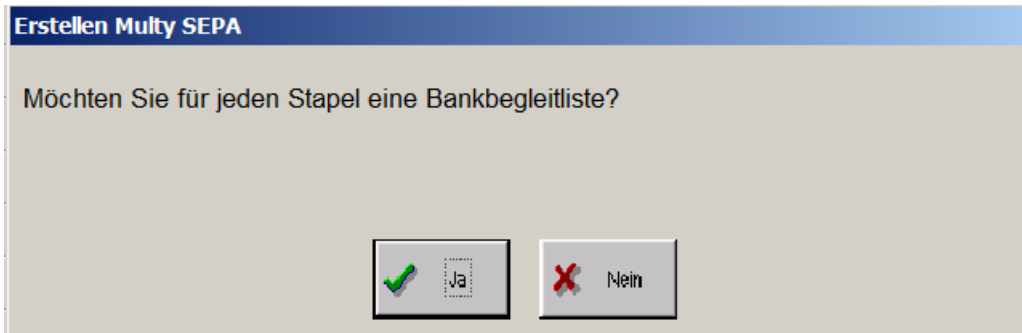 Erstellen Multy SEPA
Möchten Sie für jeden Stapel eine Bankbegleitliste?
Ja
Nein